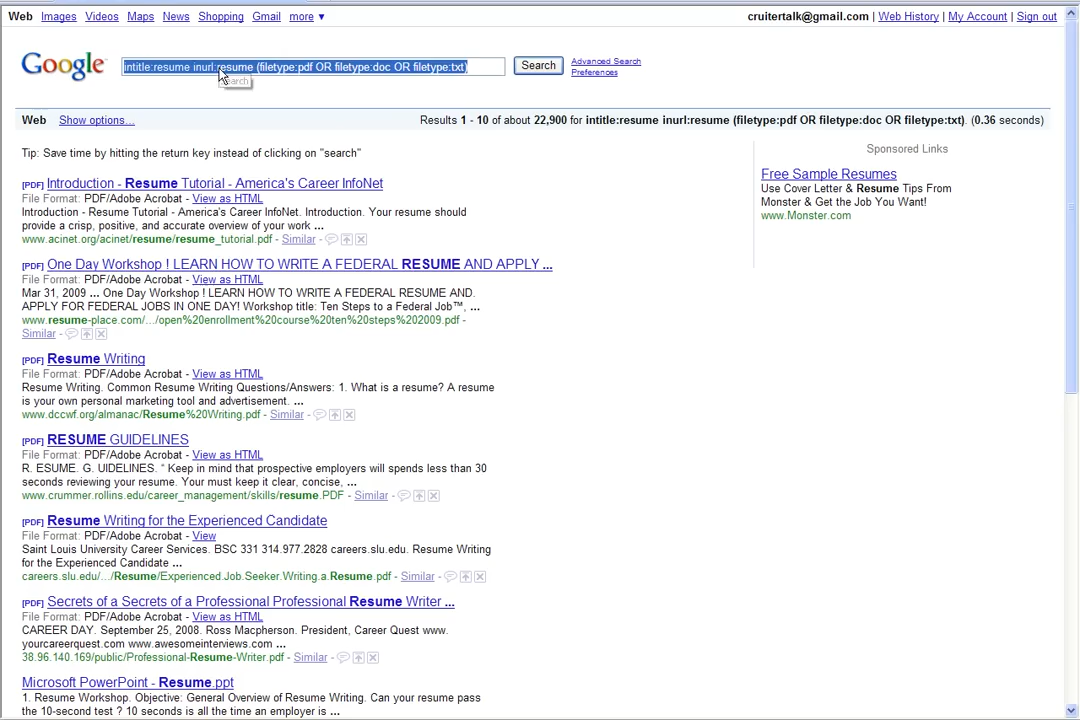 Web Images Videos Maps News Shopping Gmail more ▼ cruitertalk@gmail.com | Web History | My Account | Sign out
Google intitle:resume inurl:resume (filetype:pdf OR filetype:doc OR filetype:txt) Search Advanced Search
Preferences
Search
Web Show options... Results 1 - 10 of about 22,900 for intitle:resume inurl:resume (filetype:pdf OR filetype:doc OR filetype:txt). (0.36 seconds)
Tip: Save time by hitting the return key instead of clicking on "search"
[PDF] Introduction - Resume Tutorial - America's Career InfoNet
File Format: PDF/Adobe Acrobat - View as HTML
Introduction - Resume Tutorial - America's Career InfoNet. Introduction. Your resume should
provide a crisp, positive, and accurate overview of your work ...
www.acinet.org/acinet/resume/resume_tutorial.pdf - Similar -
[PDF] One Day Workshop ! LEARN HOW TO WRITE A FEDERAL RESUME AND APPLY ...
File Format: PDF/Adobe Acrobat - View as HTML
Mar 31, 2009 ... One Day Workshop ! LEARN HOW TO WRITE A FEDERAL RESUME AND.
APPLY FOR FEDERAL JOBS IN ONE DAY! Workshop title: Ten Steps to a Federal Job™, ...
www.resume-place.com/.../open%20enrollment%20course%20ten%20steps%202009.pdf -
Similar -
[PDF] Resume Writing
File Format: PDF/Adobe Acrobat - View as HTML
Resume Writing. Common Resume Writing Questions/Answers: 1. What is a resume? A resume
is your own personal marketing tool and advertisement. ...
www.dccwf.org/almanac/Resume%20Writing.pdf - Similar -
[PDF] RESUME GUIDELINES
File Format: PDF/Adobe Acrobat - View as HTML
R. ESUME. G. UIDELINES. " Keep in mind that prospective employers will spends less than 30
seconds reviewing your resume. Your must keep it clear, concise, ...
www.crummer.rollins.edu/career_management/skills/resume.PDF - Similar -
[PDF] Resume Writing for the Experienced Candidate
File Format: PDF/Adobe Acrobat - View
Saint Louis University Career Services. BSC 331 314.977.2828 careers.slu.edu. Resume Writing
for the Experienced Candidate ...
careers.slu.edu/.../Resume/Experienced.Job.Seeker.Writing.a.Resume.pdf - Similar -
[PDF] Secrets of a Secrets of a Professional Professional Resume Writer ...
File Format: PDF/Adobe Acrobat - View as HTML
CAREER DAY. September 25, 2008. Ross Macpherson. President, Career Quest www.
yourcareerquest.com www.awesomeinterviews.com ...
38.96.140.169/public/Professional-Resume-Writer.pdf - Similar -
Microsoft PowerPoint - Resume.ppt
1. Resume Workshop. Objective: General Overview of Resume Writing. Can your resume pass
the 10-second test ? 10 seconds is all the time an employer is ...
Sponsored Links
Free Sample Resumes
Use Cover Letter & Resume Tips From
Monster & Get the Job You Want!
www.Monster.com